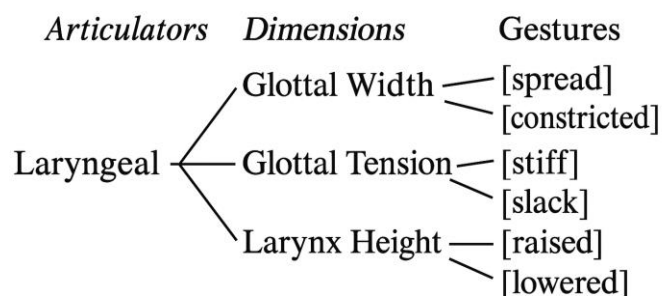 Articulators Dimensions Gestures
Glottal Width [spread]
[constricted]
Laryngeal Glottal Tension [stiff]
[slack]
Larynx Height [raised]
[lowered]